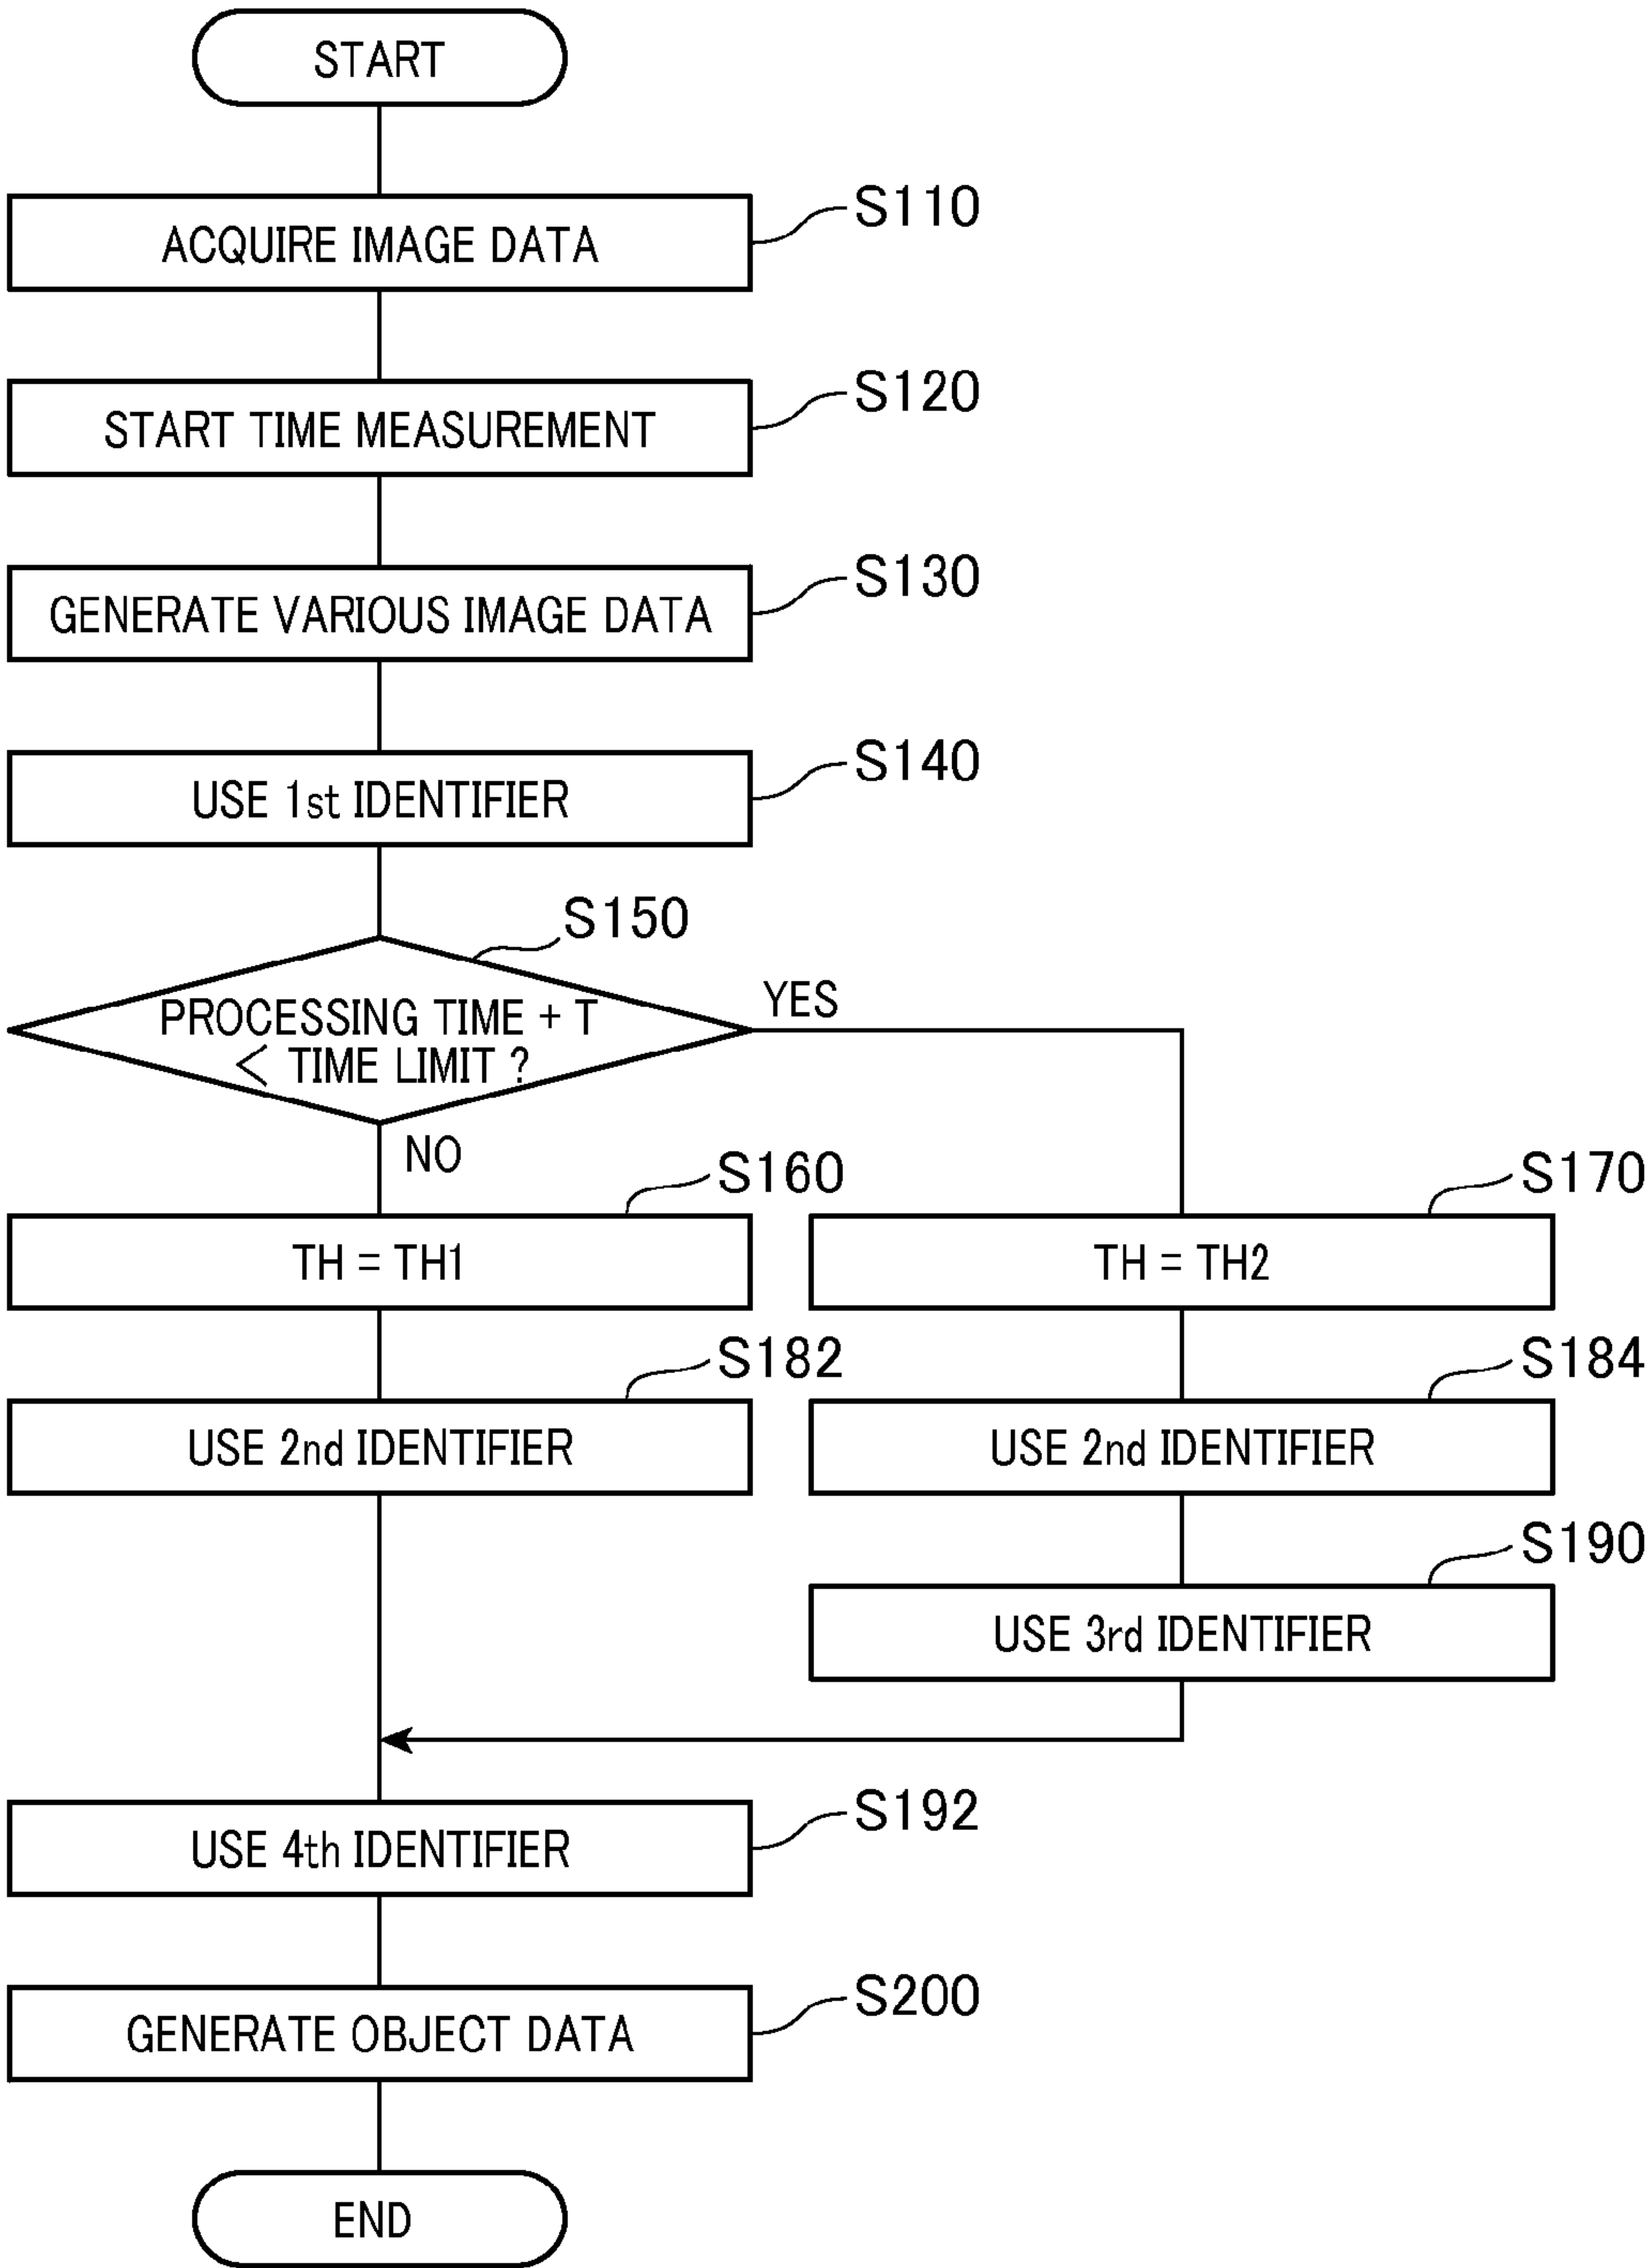 START
ACQUIRE IMAGE DATA
S110
START TIME MEASUREMENT
S120
GENERATE VARIOUS IMAGE DATA
S130
USE 1st IDENTIFIER
S140
S150
PROCESSING TIME + T
< TIME LIMIT ?
YES
NO
S160
TH = TH1
S170
TH = TH2
S182
USE 2nd IDENTIFIER
S184
USE 2nd IDENTIFIER
S190
USE 3rd IDENTIFIER
S192
USE 4th IDENTIFIER
S200
GENERATE OBJECT DATA
END